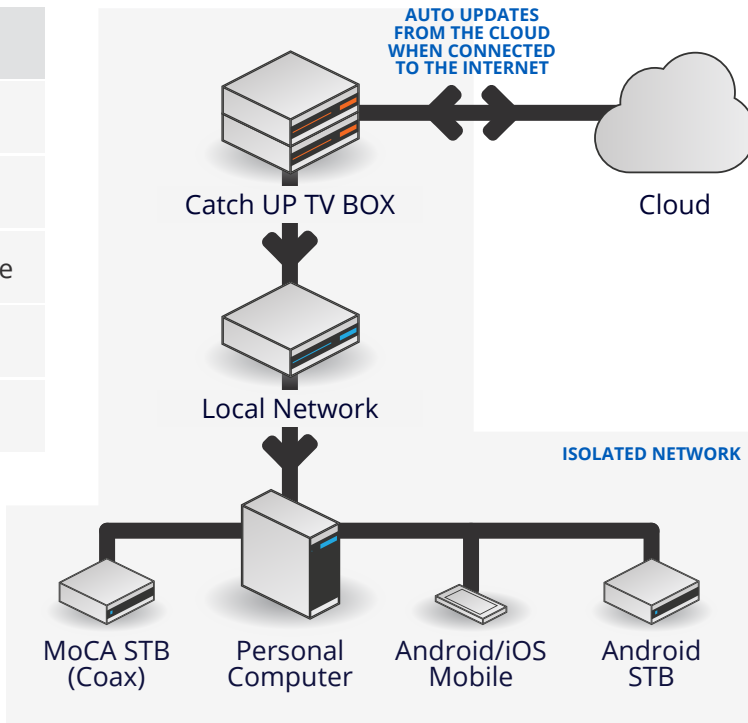 AUTO UPDATES
FROM THE CLOUD
WHEN CONNECTED
TO THE INTERNET
Catch UP TV BOX
Cloud
Local Network
ISOLATED NETWORK
MoCA STB
(Coax)
Personal
Computer
Android/iOS
Mobile
Android
STB